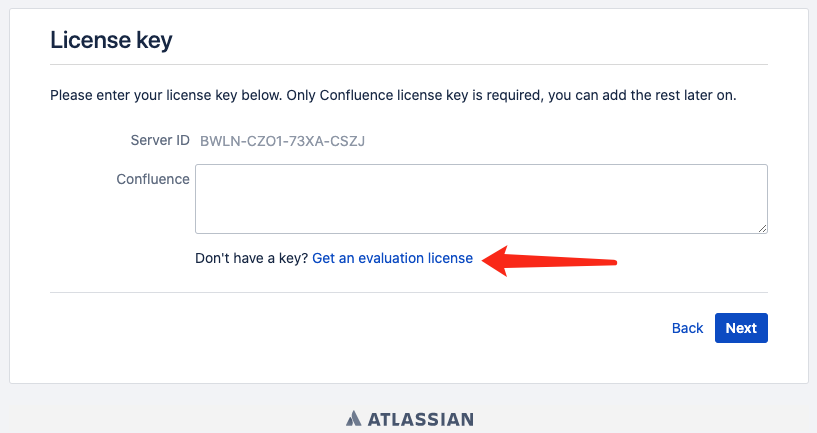 License key
Please enter your license key below. Only Confluence license key is required, you can add the rest later on.
Server ID BWLN-CZO1-73XA-CSZJ
Confluence
Don't have a key? Get an evaluation license
Back Next
ATLASSIAN